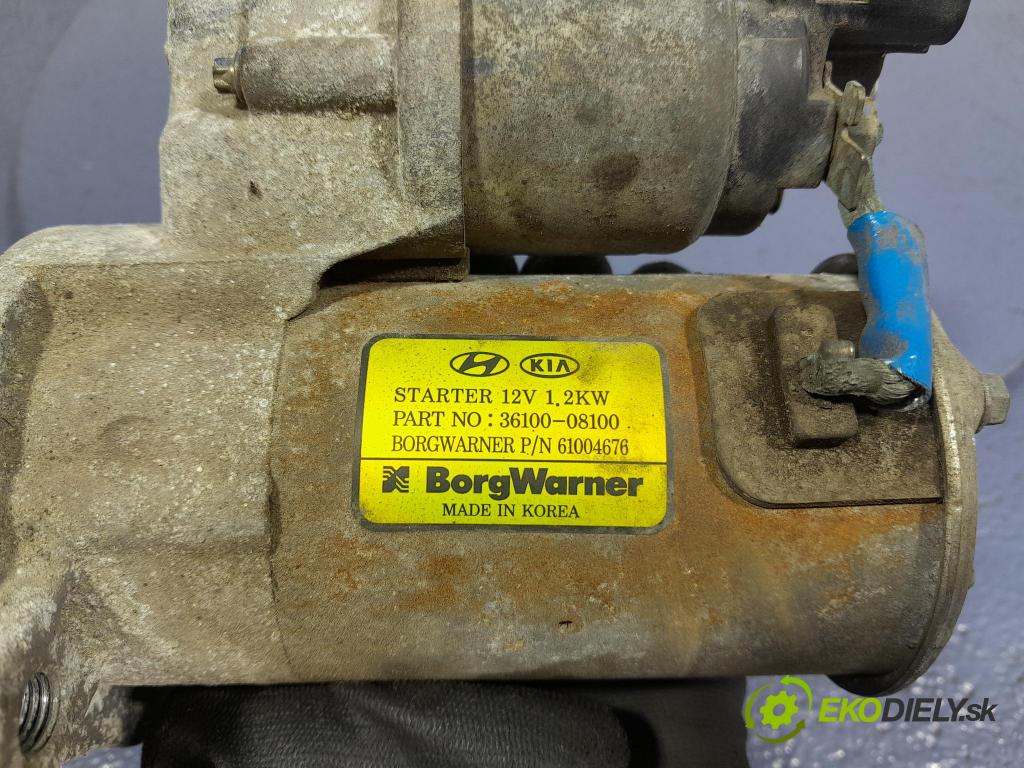 KIA
STARTER 12V 1.2KW
PART NO : 36100-08100
BORGWARNER P/N 61004676
BorgWarner
MADE IN KOREA
EKODIELY.sk